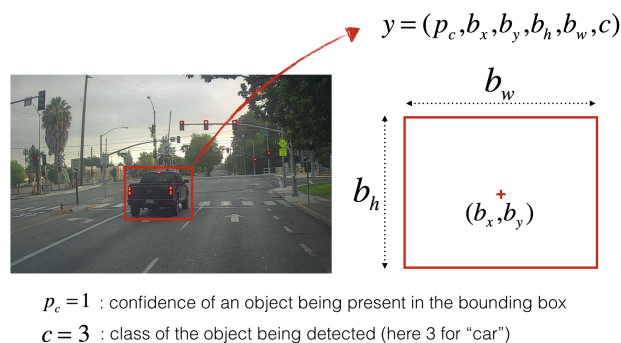 y = (p_c, b_x, b_y, b_h, b_w, c)
b_w
b_h
(b_x, b_y)
p_c = 1 : confidence of an object being present in the bounding box
c = 3 : class of the object being detected (here 3 for “car”)